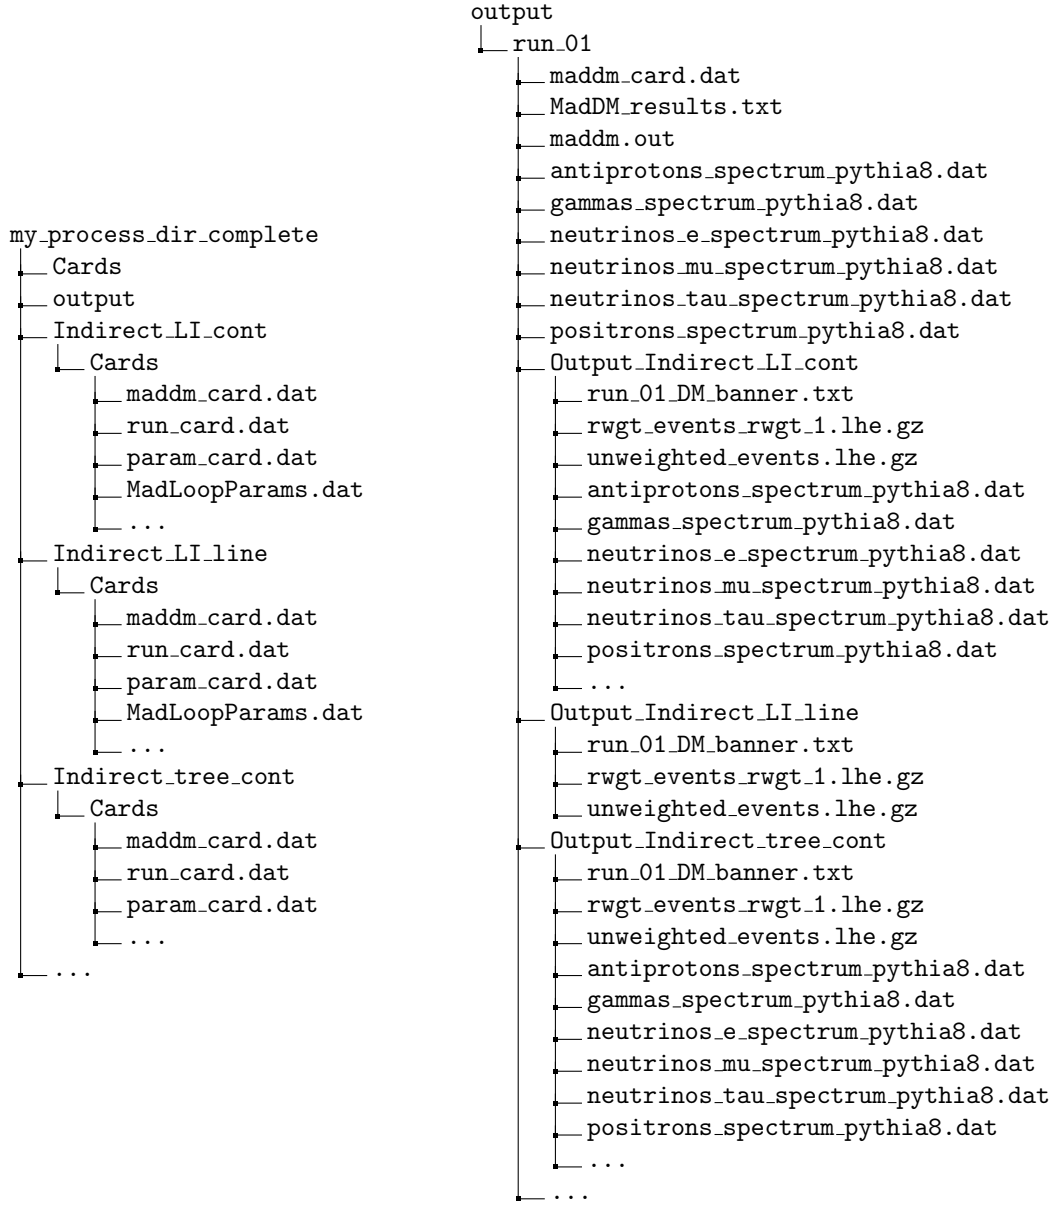 my_process_dir_complete
Cards
output
Indirect_LI_cont
Cards
maddm_card.dat
run_card.dat
param_card.dat
MadLoopParams.dat
...
Indirect_LI_line
Cards
maddm_card.dat
run_card.dat
param_card.dat
MadLoopParams.dat
...
Indirect_tree_cont
Cards
maddm_card.dat
run_card.dat
param_card.dat
...
...
output
run_01
maddm_card.dat
MadDM_results.txt
maddm.out
antiprotons_spectrum_pythia8.dat
gammas_spectrum_pythia8.dat
neutrinos_e_spectrum_pythia8.dat
neutrinos_mu_spectrum_pythia8.dat
neutrinos_tau_spectrum_pythia8.dat
positrons_spectrum_pythia8.dat
Output_Indirect_LI_cont
run_01_DM_banner.txt
rwgt_events_rwgt_1.lhe.gz
unweighted_events.lhe.gz
antiprotons_spectrum_pythia8.dat
gammas_spectrum_pythia8.dat
neutrinos_e_spectrum_pythia8.dat
neutrinos_mu_spectrum_pythia8.dat
neutrinos_tau_spectrum_pythia8.dat
positrons_spectrum_pythia8.dat
...
Output_Indirect_LI_line
run_01_DM_banner.txt
rwgt_events_rwgt_1.lhe.gz
unweighted_events.lhe.gz
Output_Indirect_tree_cont
run_01_DM_banner.txt
rwgt_events_rwgt_1.lhe.gz
unweighted_events.lhe.gz
antiprotons_spectrum_pythia8.dat
gammas_spectrum_pythia8.dat
neutrinos_e_spectrum_pythia8.dat
neutrinos_mu_spectrum_pythia8.dat
neutrinos_tau_spectrum_pythia8.dat
positrons_spectrum_pythia8.dat
...
...